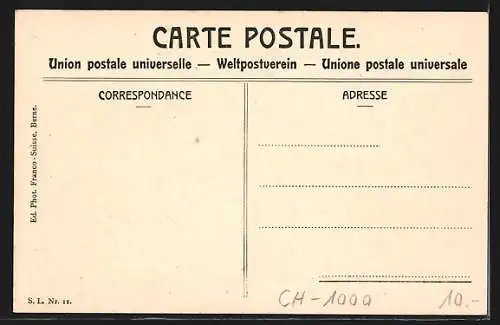 CARTE POSTALE.
Union postale universelle — Weltpostverein — Unione postale universale
CORRESPONDANCE
ADRESSE
Ed. Phot. Franco-Suisse, Berne.
S. L. Nr. 11.
CH-1000
10.-